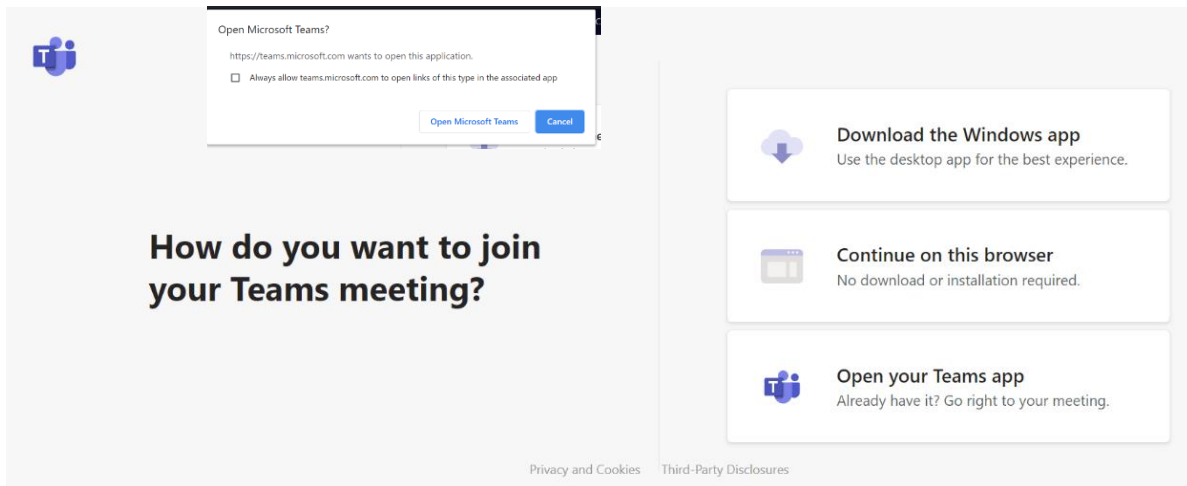 Open Microsoft Teams?
https://teams.microsoft.com wants to open this application.
Always allow teams.microsoft.com to open links of this type in the associated app
Open Microsoft Teams
Cancel
How do you want to join
your Teams meeting?
Download the Windows app
Use the desktop app for the best experience.
Continue on this browser
No download or installation required.
Open your Teams app
Already have it? Go right to your meeting.
Privacy and Cookies
Third-Party Disclosures